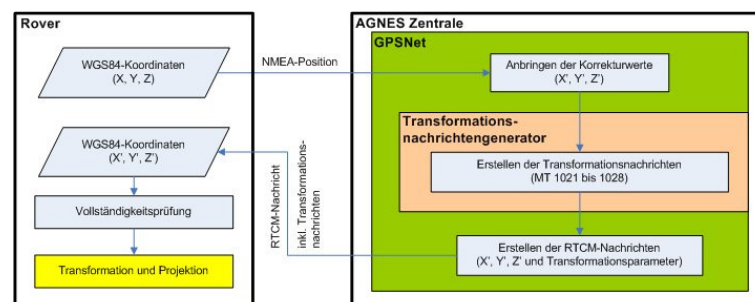 Rover
AGNES Zentrale
GPSNet
WGS84-Koordinaten
(X, Y, Z)
NMEA-Position
Anbringen der Korrekturwerte
(X', Y', Z')
Transformations-
nachrichtengenerator
WGS84-Koordinaten
(X', Y', Z')
Erstellen der Transformationsnachrichten
(MT 1021 bis 1028)
RTCM-Nachricht
inkl. Transformations-
nachrichten
Vollständigkeitsprüfung
Erstellen der RTCM-Nachrichten
(X', Y', Z' und Transformationsparameter)
Transformation und Projektion